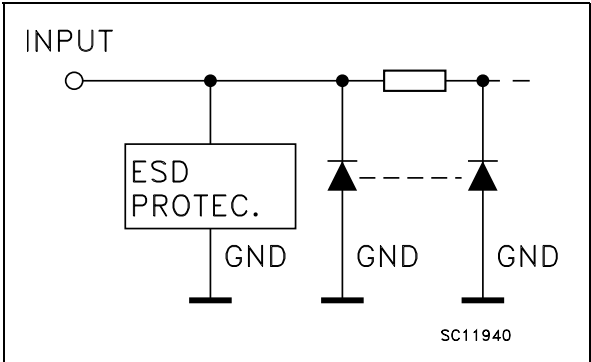 INPUT
ESD
PROTEC.
GND
GND
GND
SC11940